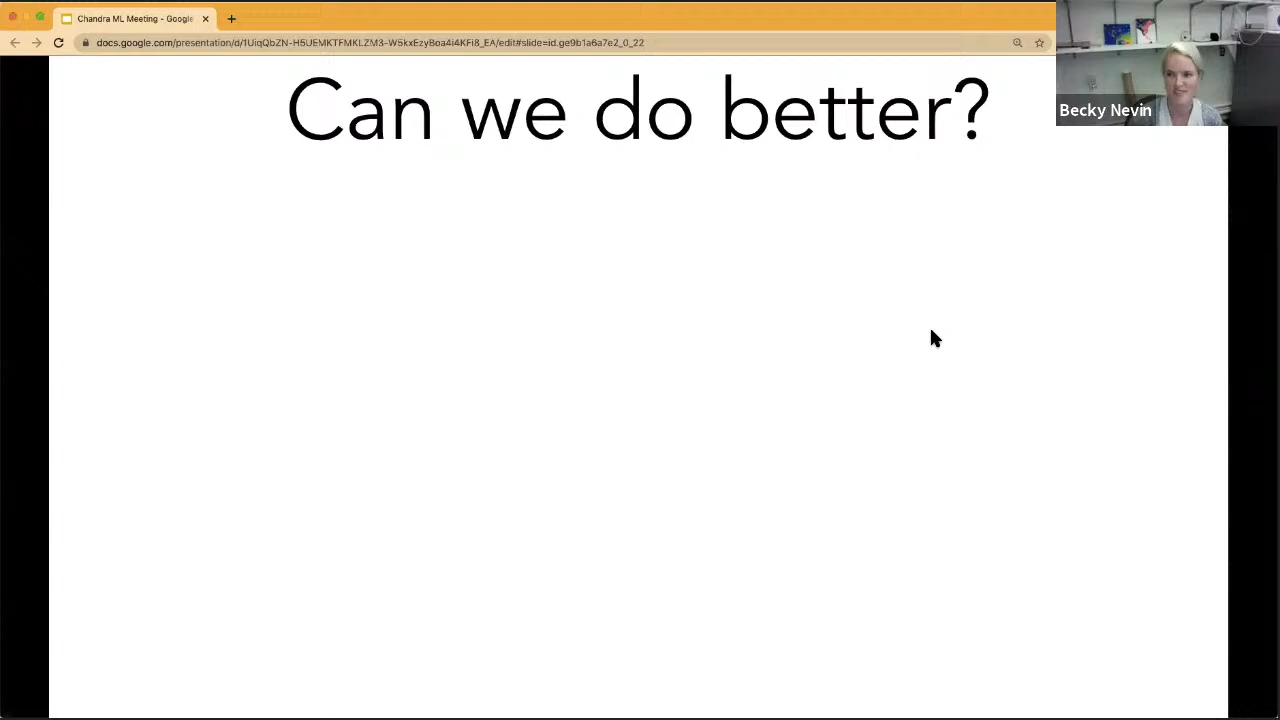 Chandra ML Meeting - Google
docs.google.com/presentation/d/1UiqQbZN-H5UEMKTFMKLZM3-W5kxEzyBoa4i4KFi8_EA/edit#slide=id.ge9b1a6a7e2_0_22
Can we do better?
Becky Nevin